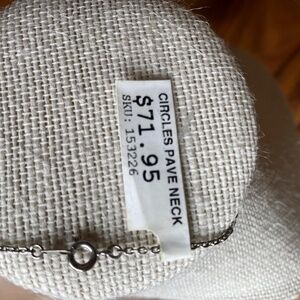 CIRCLES PAVE NECK
$71.95
SKU: 153226